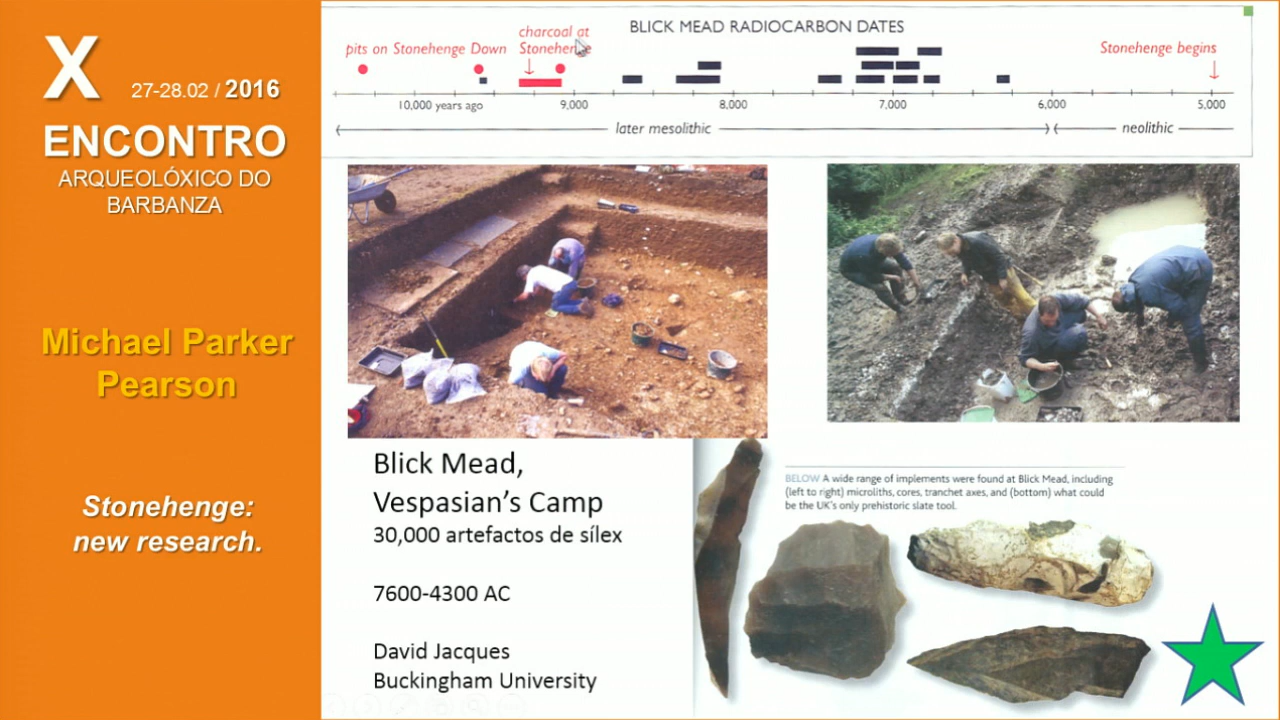 X
27-28.02 / 2016
ENCONTRO
ARQUEOLÓXICO DO
BARBANZA
Michael Parker
Pearson
Stonehenge:
new research.
BLICK MEAD RADIOCARBON DATES
pits on Stonehenge Down
charcoal at
Stonehenge
Stonehenge begins
10,000 years ago
9,000
8,000
7,000
6,000
5,000
later mesolithic
neolithic
Blick Mead,
Vespasian's Camp
30,000 artefactos de sílex
7600-4300 AC
David Jacques
Buckingham University
BELOW A wide range of implements were found at Blick Mead, including
(left to right) microliths, cores, tranchet axes, and (bottom) what could
be the UK's only prehistoric slate tool.